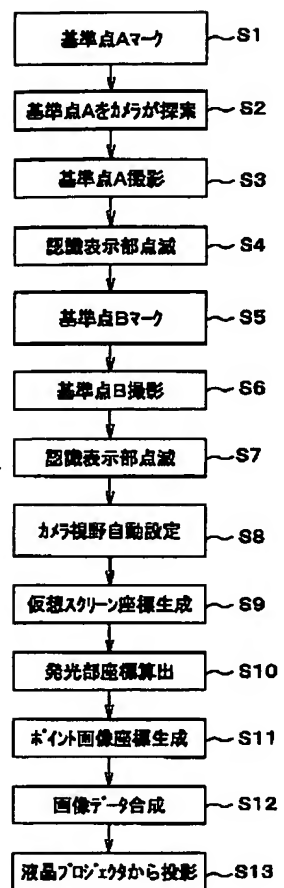 基準点Aマーク ~S1
基準点Aをカメラが探索 ~S2
基準点A撮影 ~S3
認識表示部点滅 ~S4
基準点Bマーク ~S5
基準点B撮影 ~S6
認識表示部点滅 ~S7
カメラ視野自動設定 ~S8
仮想スクリーン座標生成 ~S9
発光部座標算出 ~S10
ポイント画像座標生成 ~S11
画像データ合成 ~S12
液晶プロジェクタから投影 ~S13